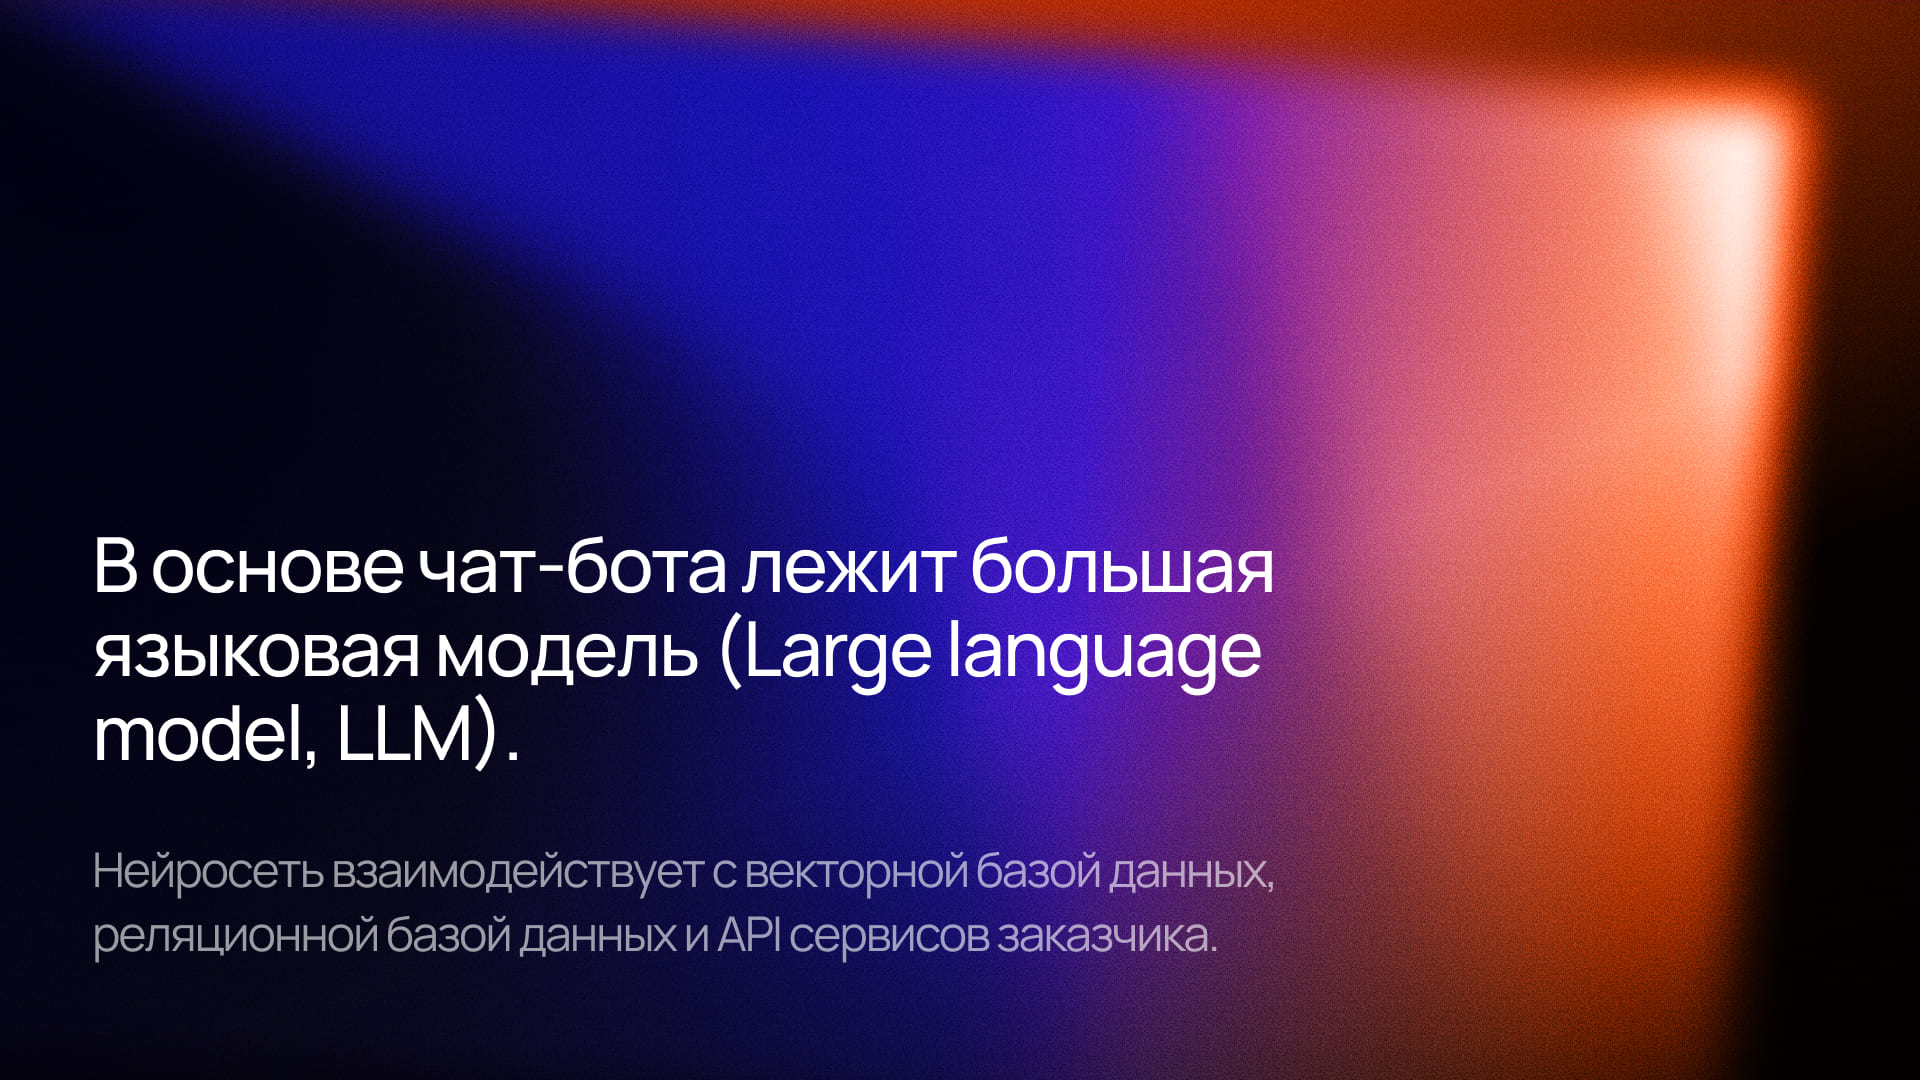 В основе чат-бота лежит большая
языковая модель (Large language
model, LLM).
Нейросеть взаимодействует с векторной базой данных,
реляционной базой данных и API сервисов заказчика.